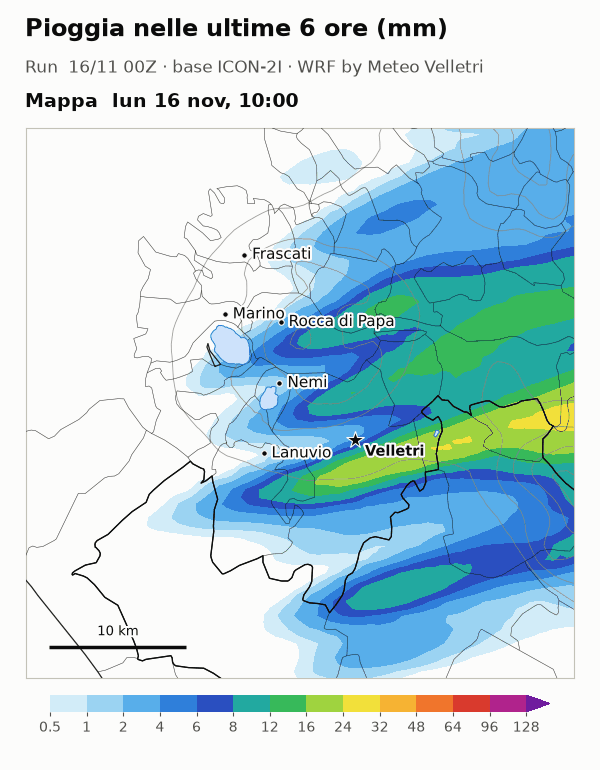 Pioggia nelle ultime 6 ore (mm)
Run 16/11 00Z · base ICON-2I · WRF by Meteo Velletri
Mappa lun 16 nov, 10:00
Frascati
Marino
Rocca di Papa
Nemi
Velletri
Lanuvio
10 km
0.5 1 2 4 6 8 12 16 24 32 48 64 96 128